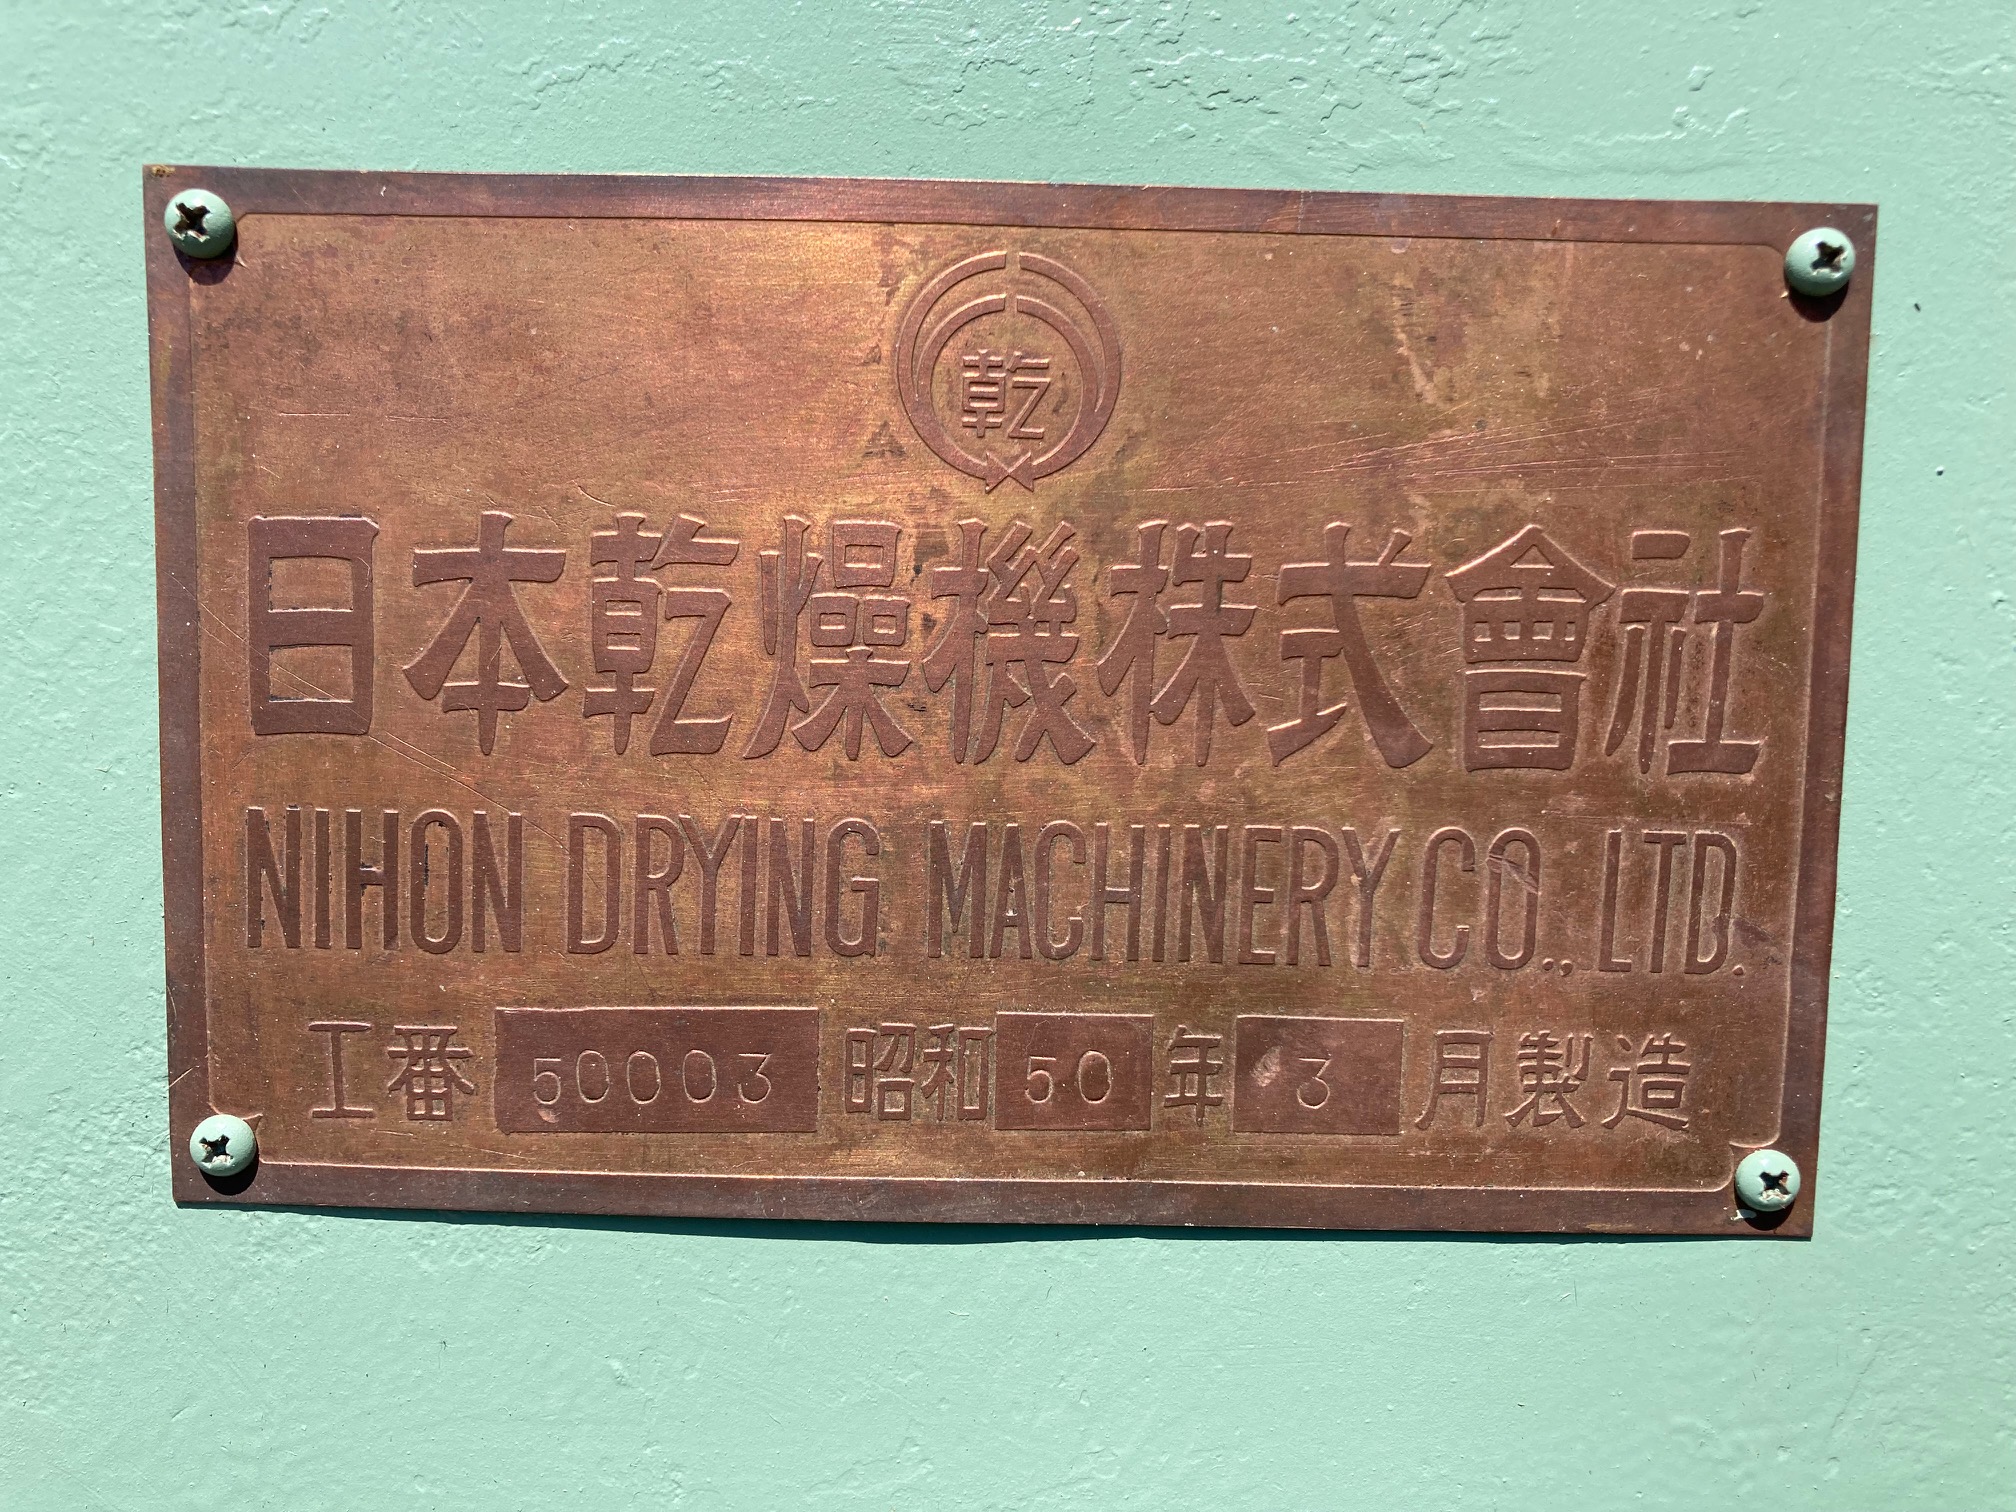 乾
日本乾燥機株式會社
NIHON DRYING MACHINERY CO., LTD.
工番 50003 昭和 50 年 3 月製造